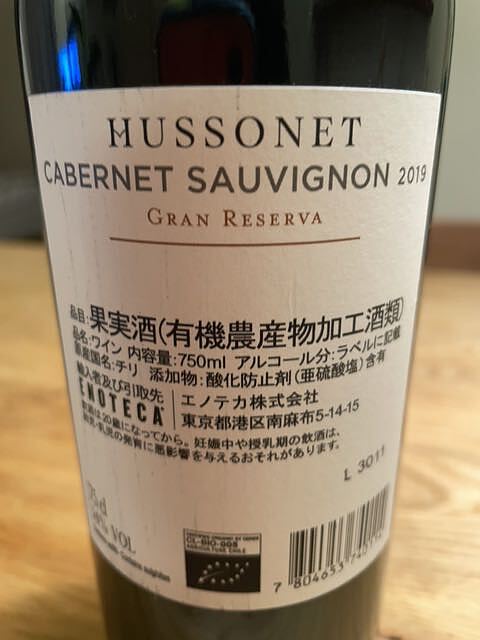 HUSSONET
CABERNET SAUVIGNON 2019
GRAN RESERVA
品目:果実酒(有機農産物加工酒類)
品名:ワイン 内容量:750ml アルコール分:ラベルに記載
原産国名:チリ 添加物:酸化防止剤(亜硫酸塩)含有
輸入者及び引取先
ENOTECA
エノテカ株式会社
東京都港区南麻布5-14-15
飲酒は20歳になってから。妊娠中や授乳期の飲酒は、
胎児・乳児の発育に悪影響を与えるおそれがあります。
L 3011
75cl
VOL
CL-BIO-005
AGRICULTURE CHILE